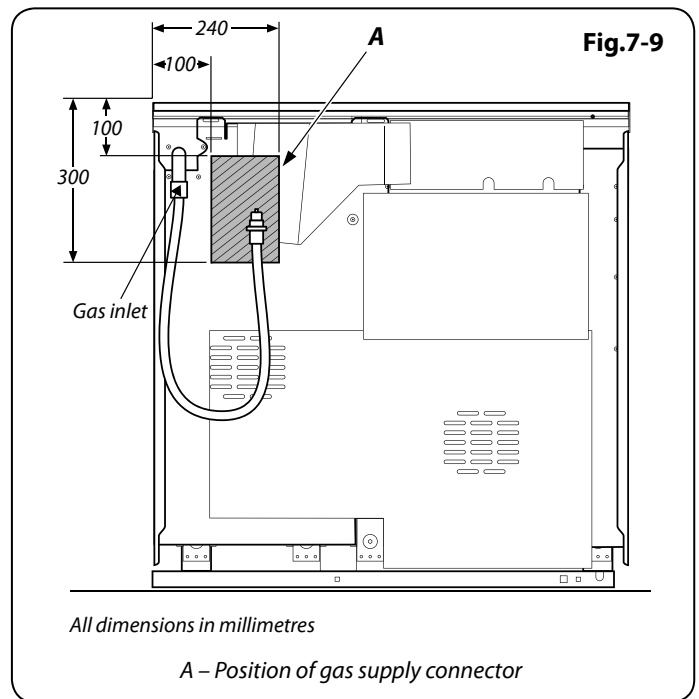 240
A
Fig.7-9
100
100
300
Gas inlet
All dimensions in millimetres
A – Position of gas supply connector